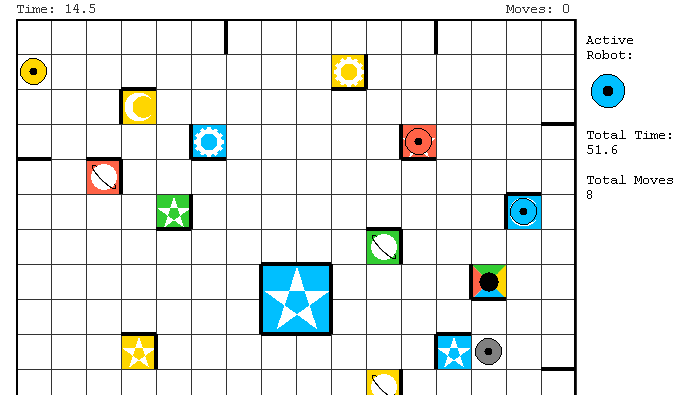 Time: 14.5
Moves: 0
Active
Robot:
Total Time:
51.6
Total Moves
8